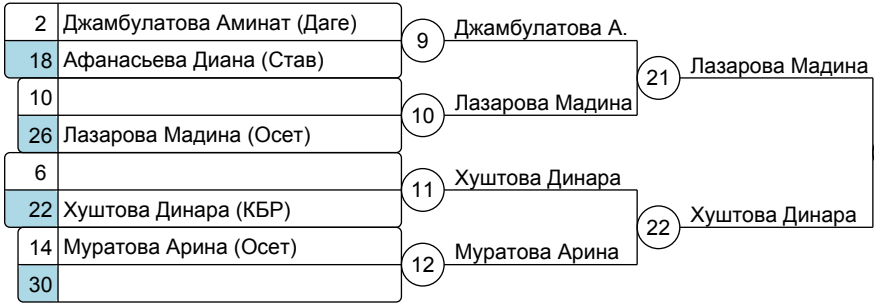 2 Джамбулатова Аминат (Даге)
18 Афанасьева Диана (Став)
9 Джамбулатова А.
10
26 Лазарова Мадина (Осет)
10 Лазарова Мадина
21 Лазарова Мадина
6
22 Хуштова Динара (КБР)
11 Хуштова Динара
14 Муратова Арина (Осет)
30
12 Муратова Арина
22 Хуштова Динара